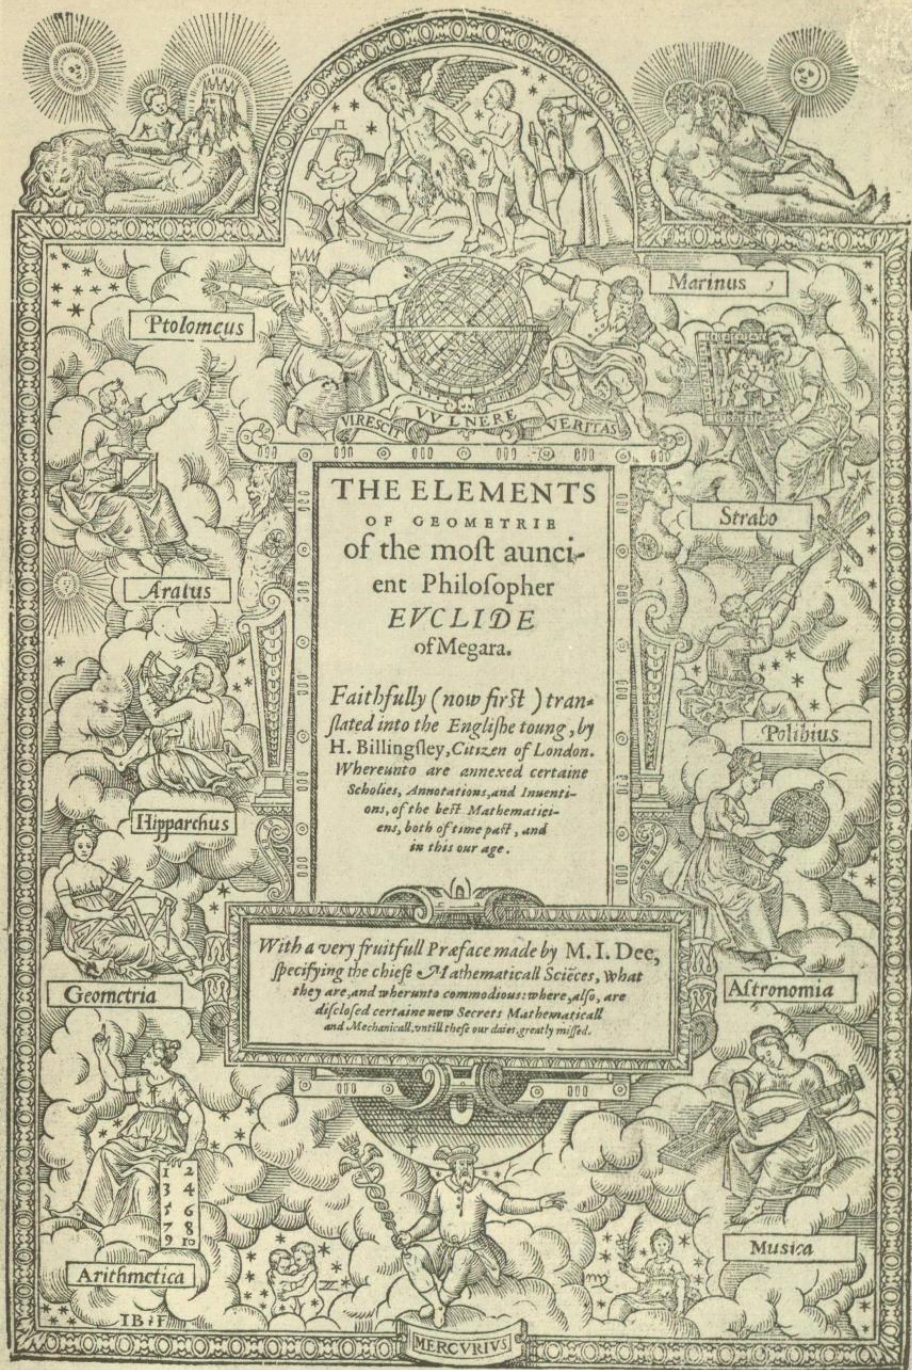 Ptolomeus
Marinus
VIRESCIT VVLNERE VERITAS
THE ELEMENTS
OF GEOMETRIE
of the moſt aunci-
ent Philoſopher
EVCLIDE
of Megara.
Strabo
Aratus
Faithfully (now firſt) tran-
ſlated into the Engliſhe toung, by
H. Billingſley, Citizen of London.
Whereunto are annexed certaine
Scholies, Annotations, and Inuenti-
ons, of the beſt Mathematici-
ens, both of time paſt, and
in this our age.
Polibius
Hipparchus
With a very fruitfull Præface made by M. I. Dee,
ſpecifying the chiefe Mathematicall Sciẽces, what
they are, and wherunto commodious: where, alſo, are
diſcloſed certaine new Secrets Mathematicall
and Mechanicall, vntill theſe our daies, greatly miſſed.
Geometria
Aſtronomia
1 2
3 4
5 6
7 8
9 10
Musica
Arithmetica
IB·F
MERCVRIVS